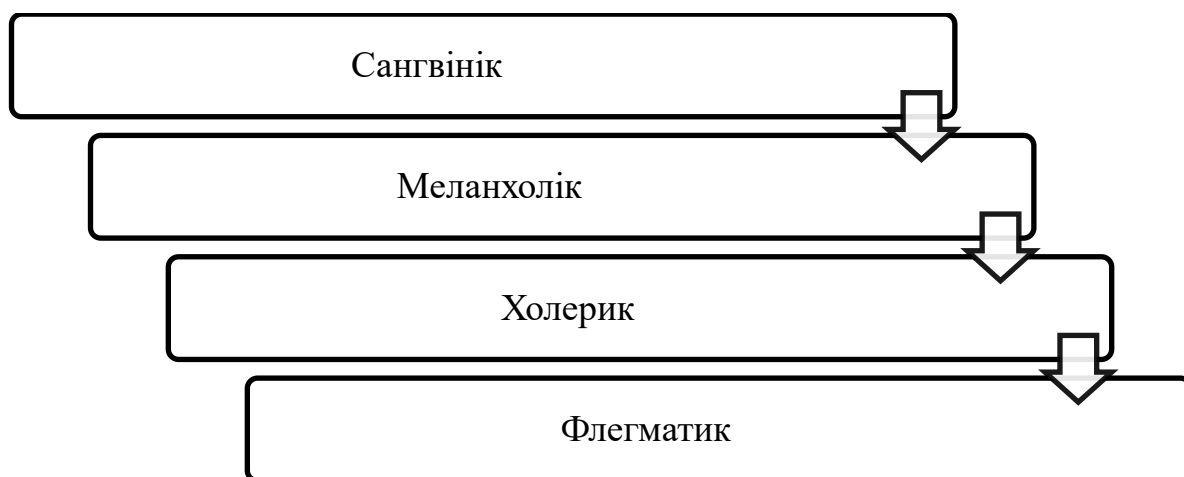 Сангвінік
Меланхолік
Холерик
Флегматик